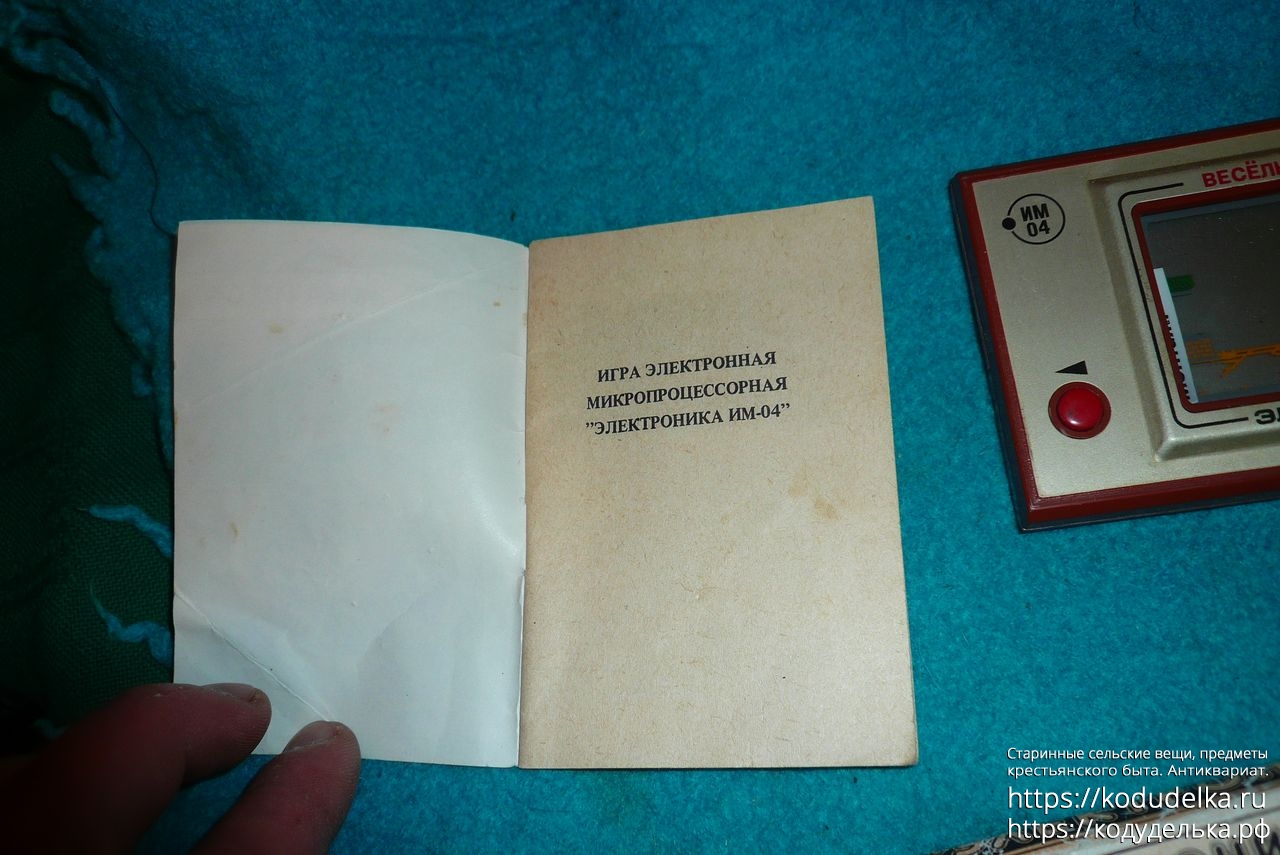 ИГРА ЭЛЕКТРОННАЯ
МИКРОПРОЦЕССОРНАЯ
”ЭЛЕКТРОНИКА ИМ-04”
ВЕСЁЛ
ИМ
04
Старинные сельские вещи, предметы
крестьянского быта. Антиквариат.
https://kodudelka.ru
https://кодуделька.рф